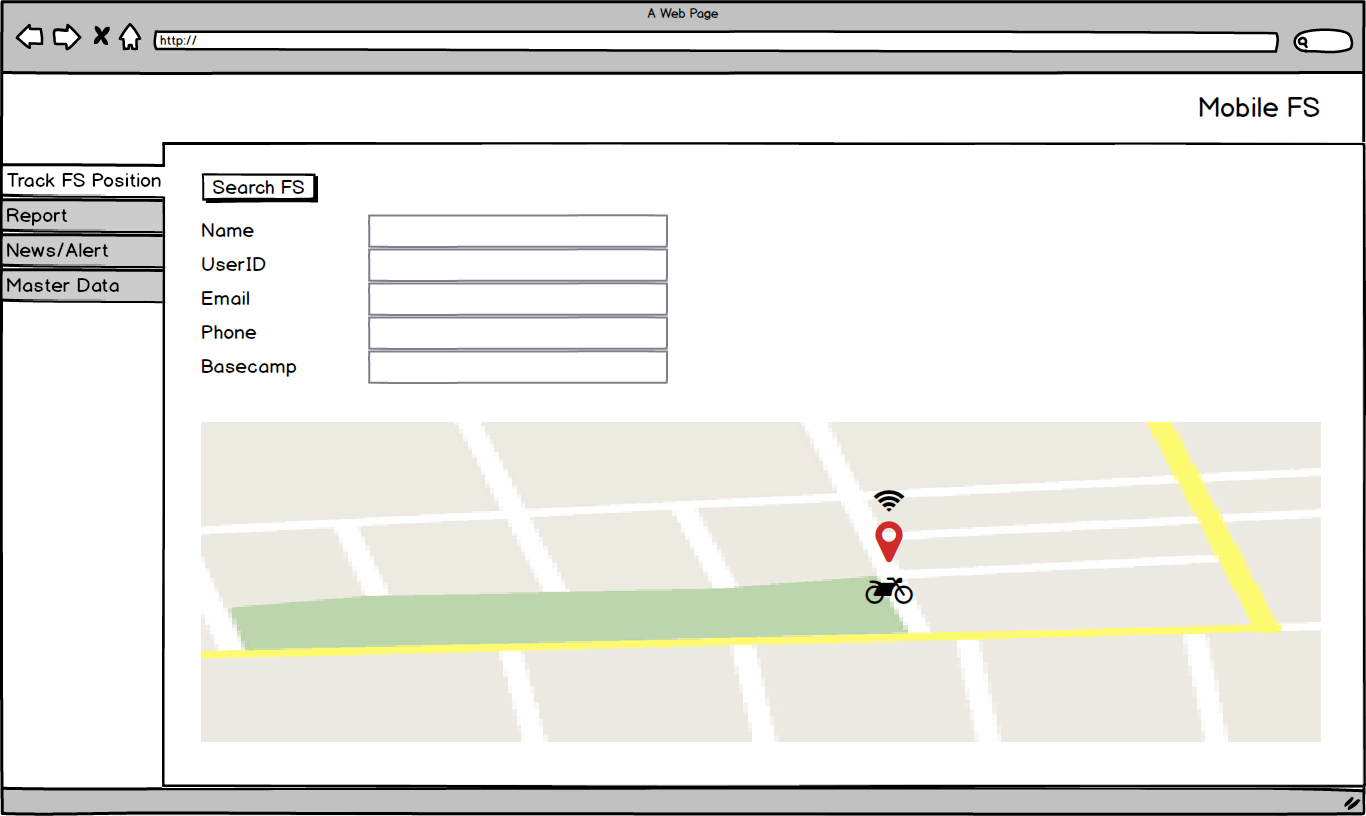 A Web Page
http://
Mobile FS
Track FS Position
Report
News/Alert
Master Data
Search FS
Name
UserID
Email
Phone
Basecamp